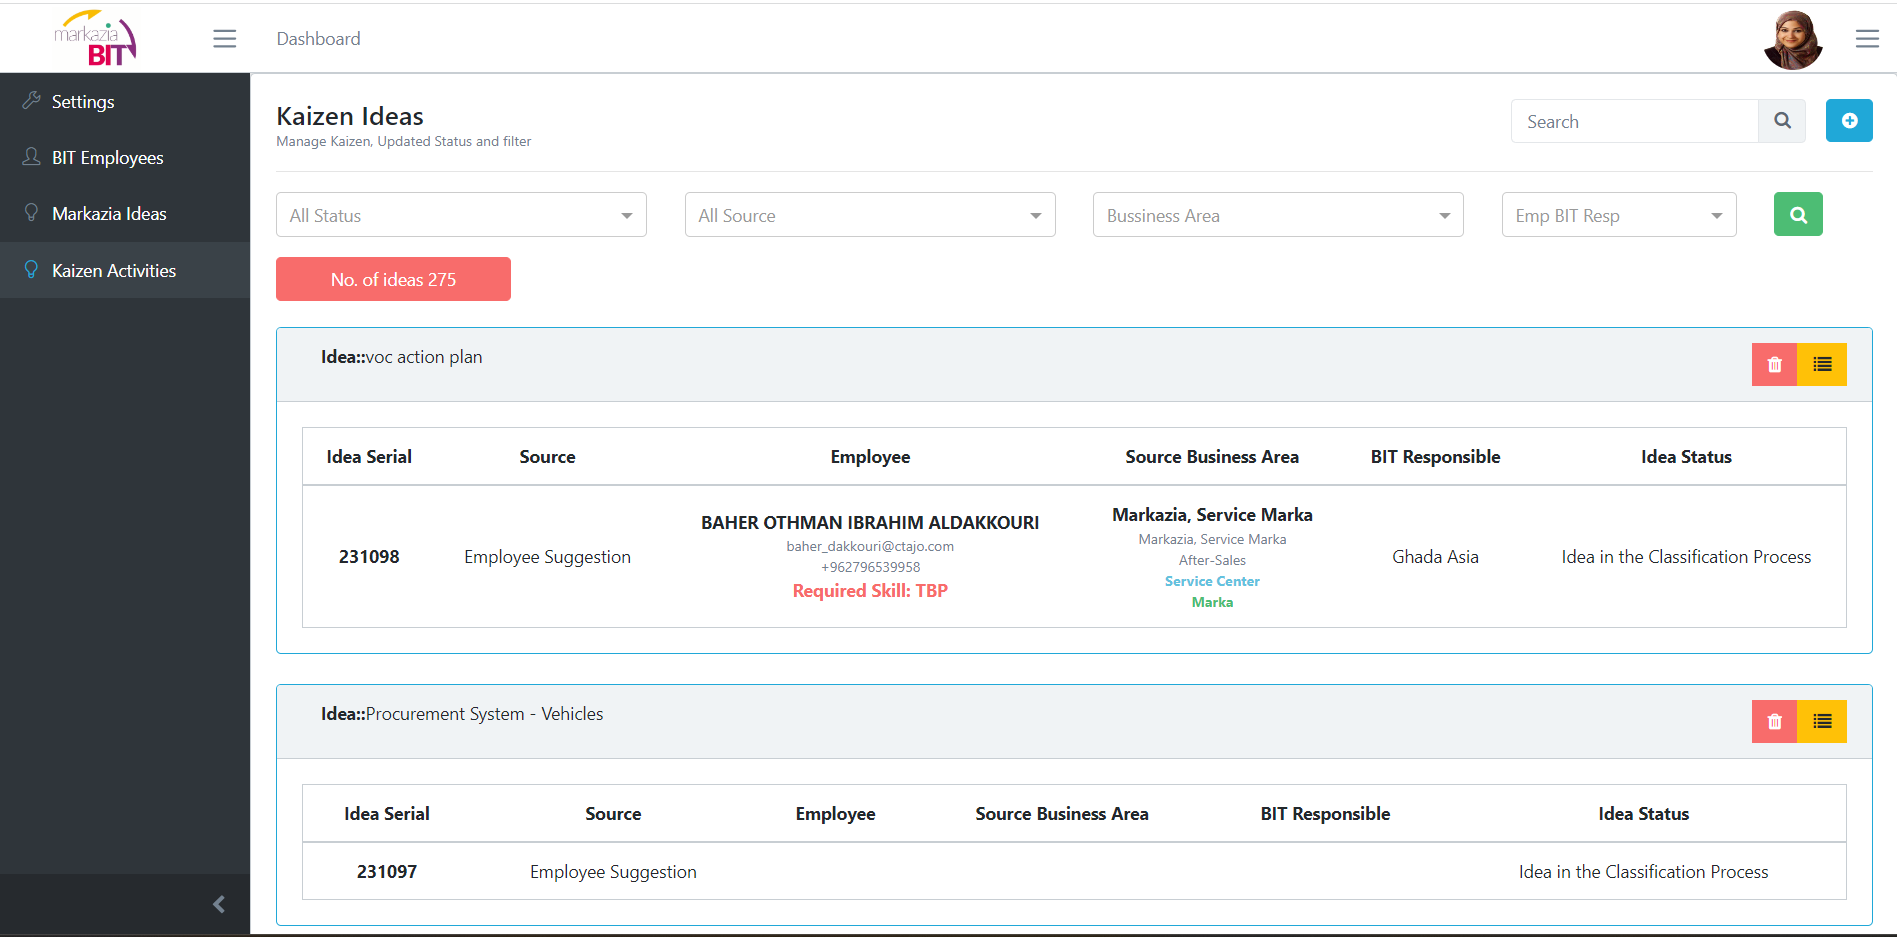 markazia
BIT
Dashboard
Settings
BIT Employees
Markazia Ideas
Kaizen Activities
Kaizen Ideas
Manage Kaizen, Updated Status and filter
Search
All Status
All Source
Bussiness Area
Emp BIT Resp
No. of ideas 275
Idea::voc action plan
Idea Serial Source Employee Source Business Area BIT Responsible Idea Status
231098
Employee Suggestion
BAHER OTHMAN IBRAHIM ALDAKKOURI
baher_dakkouri@ctajo.com
+962796539958
Required Skill: TBP
Markazia, Service Marka
Markazia, Service Marka
After-Sales
Service Center
Marka
Ghada Asia
Idea in the Classification Process
Idea::Procurement System - Vehicles
Idea Serial Source Employee Source Business Area BIT Responsible Idea Status
231097 Employee Suggestion Idea in the Classification Process